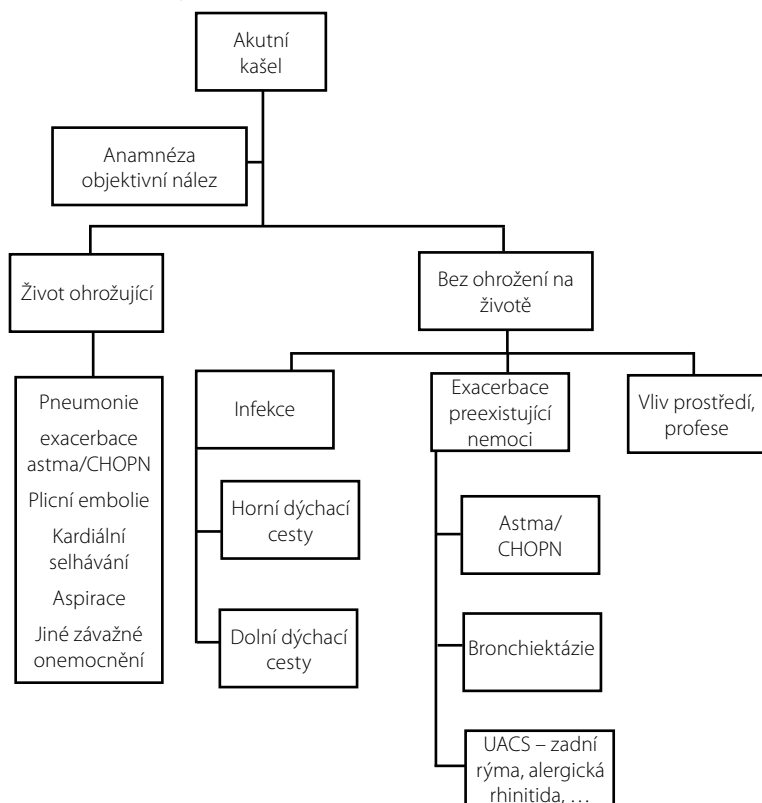 Akutní
kašel
Anamnéza
objektivní nález
Život ohrožující
Bez ohrožení na
životě
Pneumonie
exacerbace
astma/CHOPN
Plicní embolie
Kardiální
selhávání
Aspirace
Jiné závažné
onemocnění
Infekce
Horní dýchací
cesty
Dolní dýchací
cesty
Exacerbace
preexistující
nemoci
Astma/
CHOPN
Bronchiektázie
UACS – zadní
rýma, alergická
rhinitida, …
Vliv prostředí,
profese